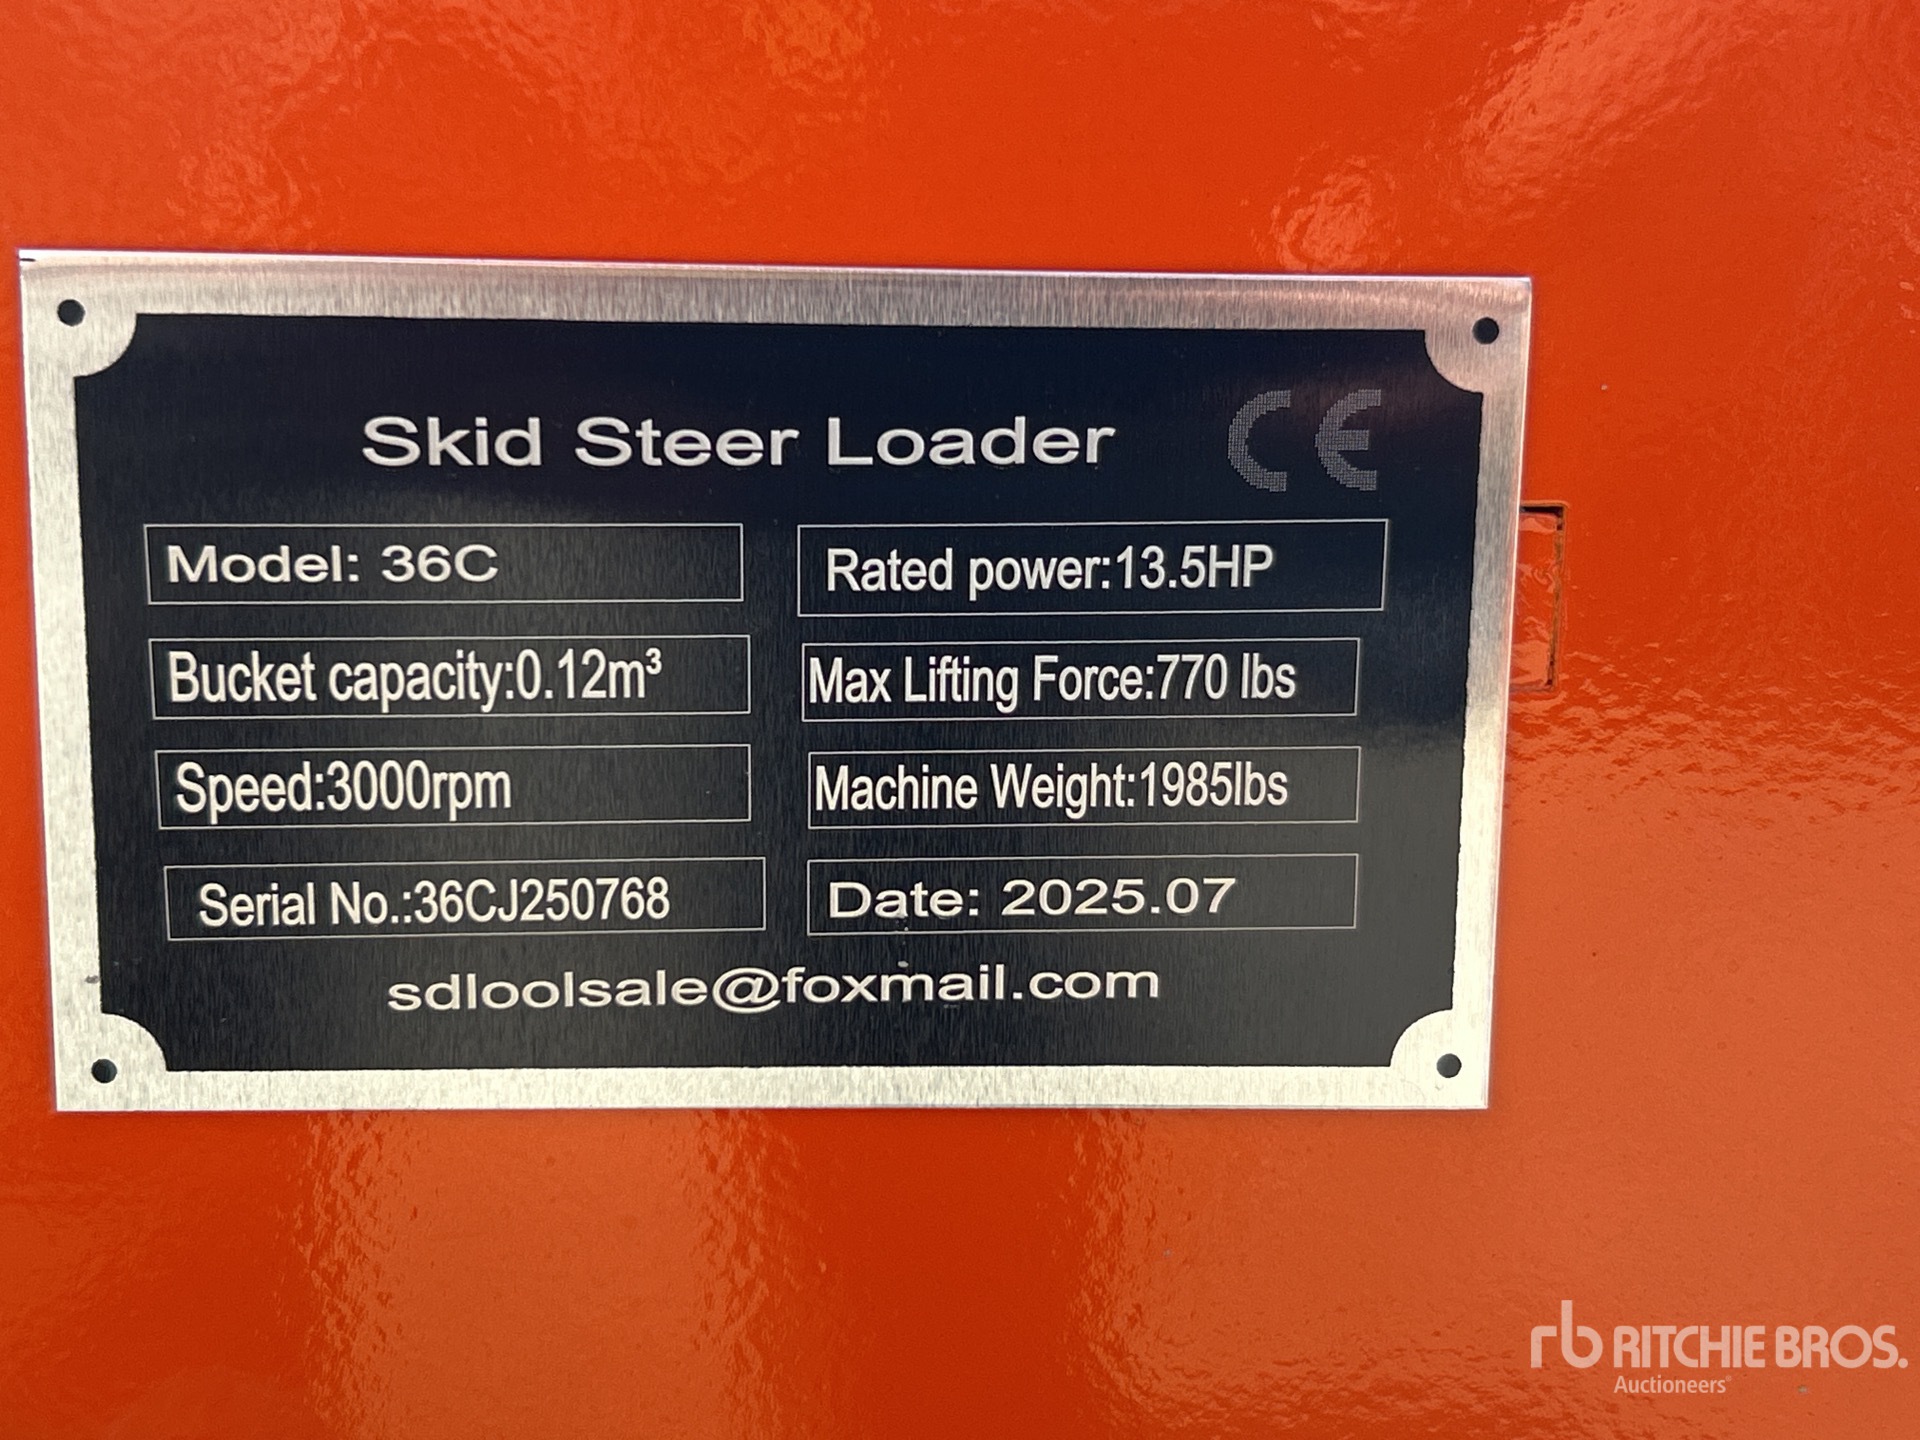 Skid Steer Loader CE
Model: 36C
Rated power:13.5HP
Bucket capacity:0.12m³
Max Lifting Force:770 lbs
Speed:3000rpm
Machine Weight:1985lbs
Serial No.:36CJ250768
Date: 2025.07
sdloolsale@foxmail.com
rb RITCHIE BROS.
Auctioneers